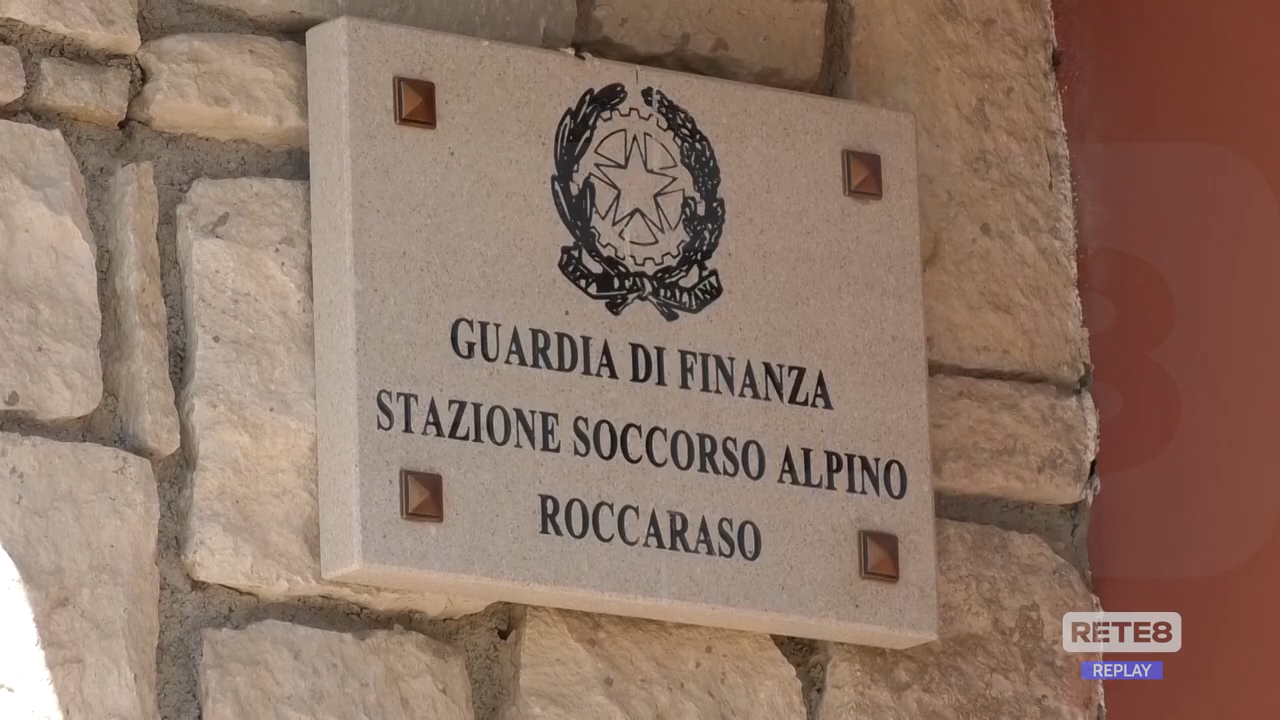 GUARDIA DI FINANZA
STAZIONE SOCCORSO ALPINO
ROCCARASO
RETE8
REPLAY